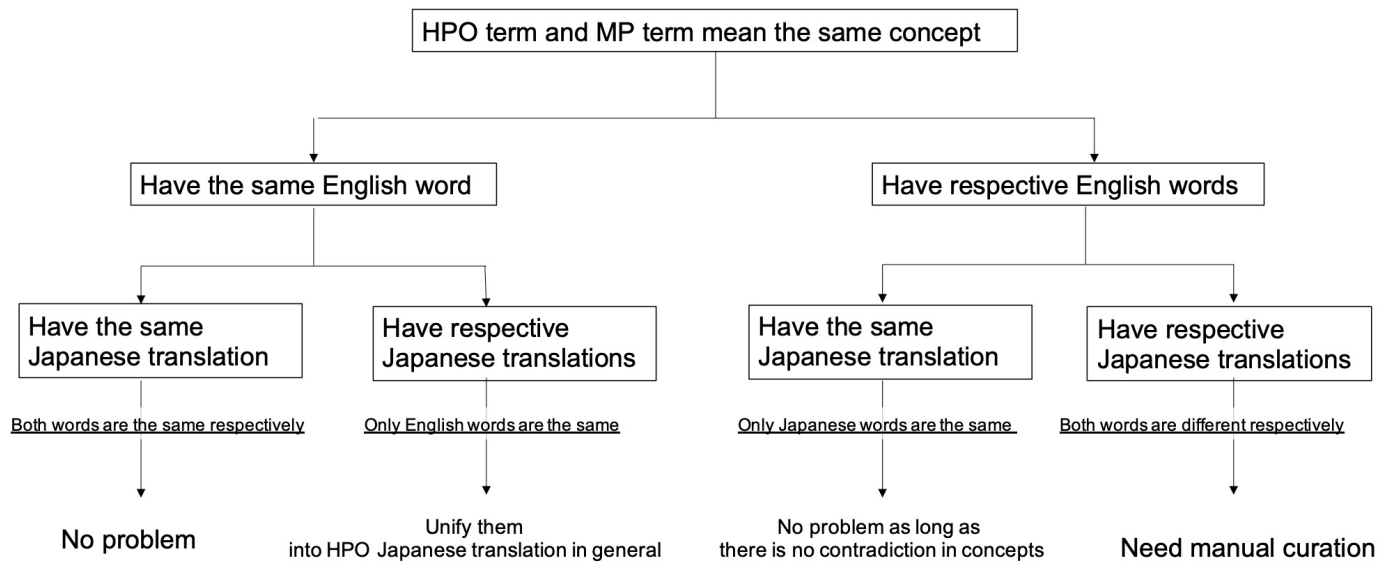 HPO term and MP term mean the same concept
Have the same English word
Have respective English words
Have the same
Japanese translation
Have respective
Japanese translations
Have the same
Japanese translation
Have respective
Japanese translations
Both words are the same respectively
Only English words are the same
Only Japanese words are the same
Both words are different respectively
No problem
Unify them
into HPO Japanese translation in general
No problem as long as
there is no contradiction in concepts
Need manual curation